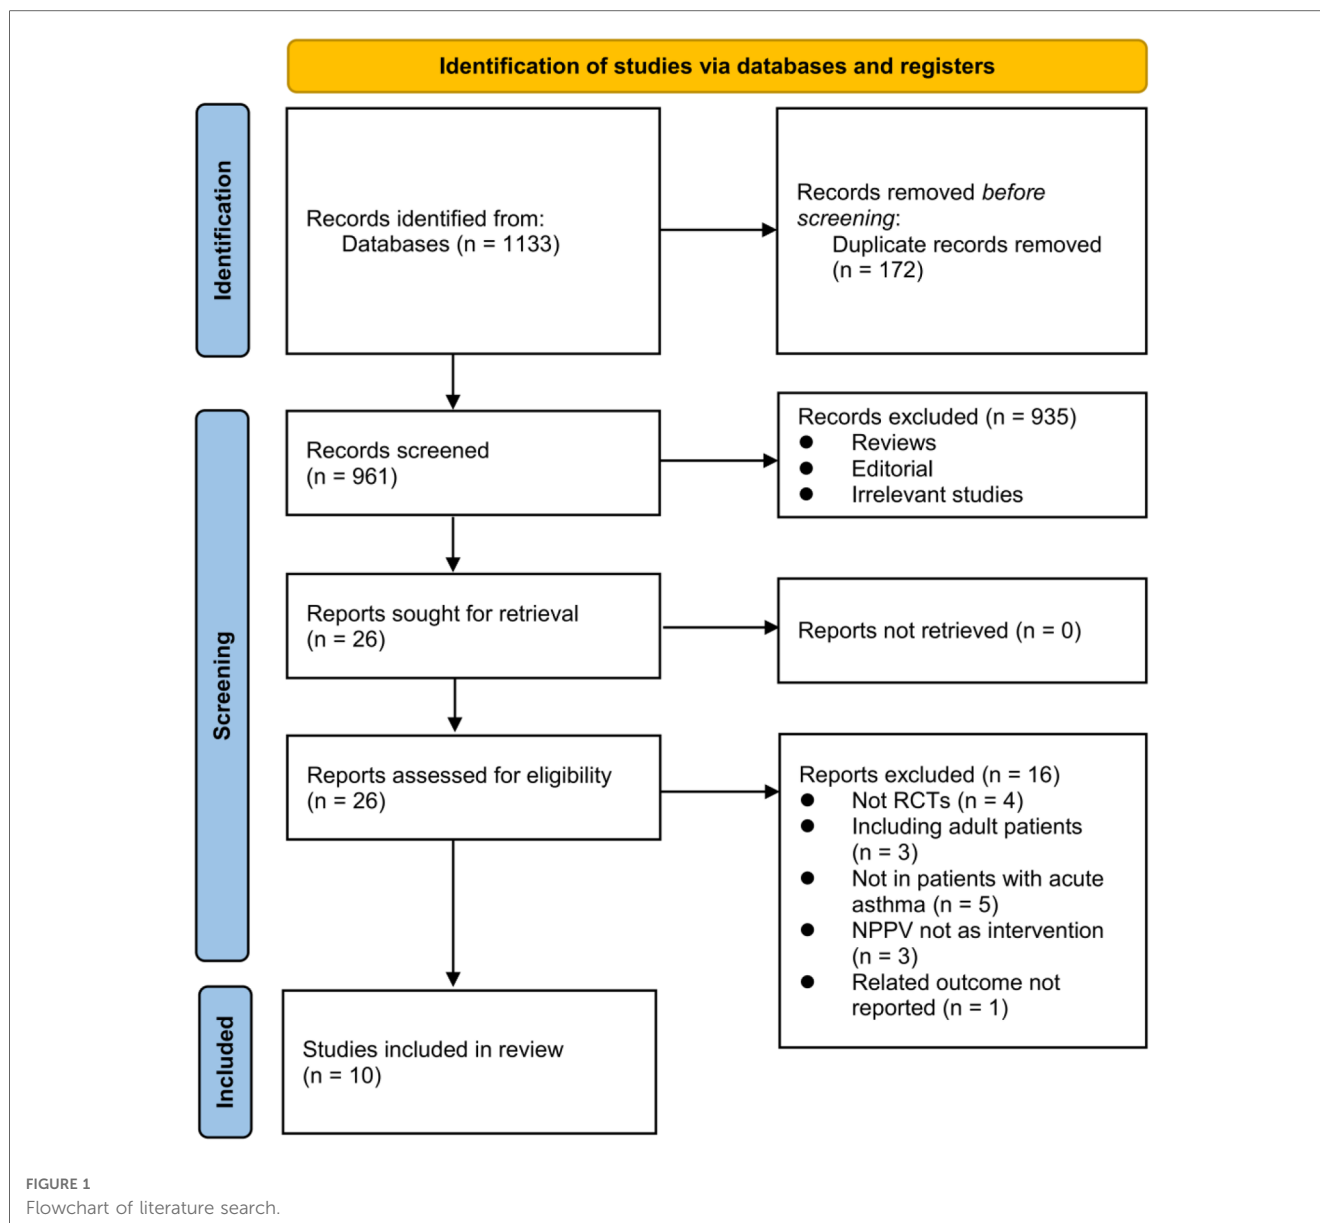 Identification of studies via databases and registers
Identification
Records identified from:
Databases (n = 1133)
Records removed before
screening:
Duplicate records removed
(n = 172)
Screening
Records screened
(n = 961)
Records excluded (n = 935)
● Reviews
● Editorial
● Irrelevant studies
Reports sought for retrieval
(n = 26)
Reports not retrieved (n = 0)
Reports assessed for eligibility
(n = 26)
Reports excluded (n = 16)
● Not RCTs (n = 4)
● Including adult patients
(n = 3)
● Not in patients with acute
asthma (n = 5)
● NPPV not as intervention
(n = 3)
● Related outcome not
reported (n = 1)
Included
Studies included in review
(n = 10)
FIGURE 1
Flowchart of literature search.